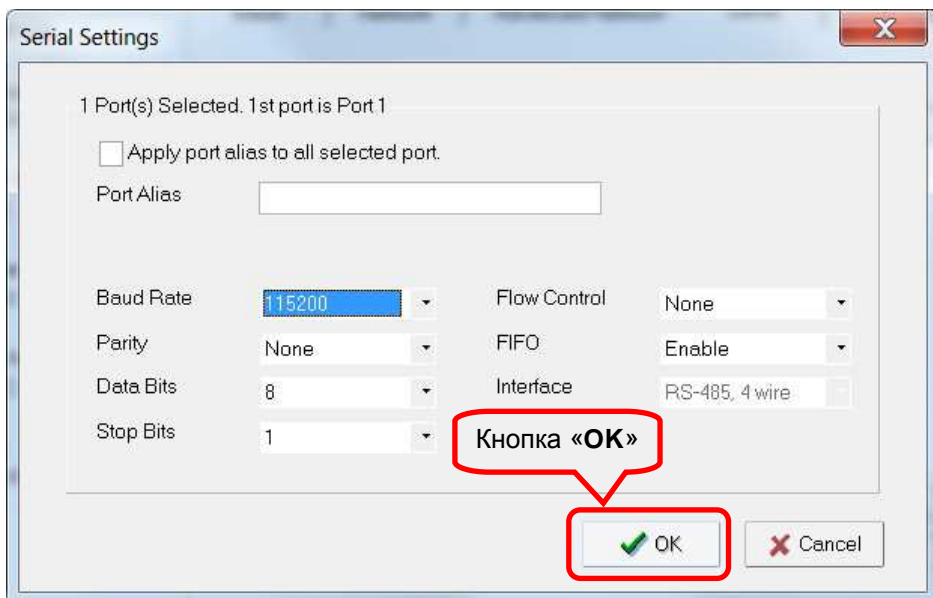 Serial Settings
1 Port(s) Selected. 1st port is Port 1
Apply port alias to all selected port.
Port Alias
Baud Rate 115200 Flow Control None
Parity None FIFO Enable
Data Bits 8 Interface RS-485, 4 wire
Stop Bits 1
Кнопка «OK»
OK Cancel